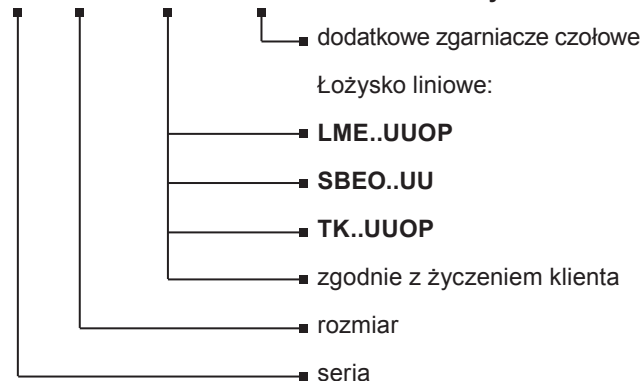 dodatkowe zgarniacze czołowe
Łożysko liniowe:
LME..UUOP
SBEO..UU
TK..UUOP
zgodnie z życzeniem klienta
rozmiar
seria